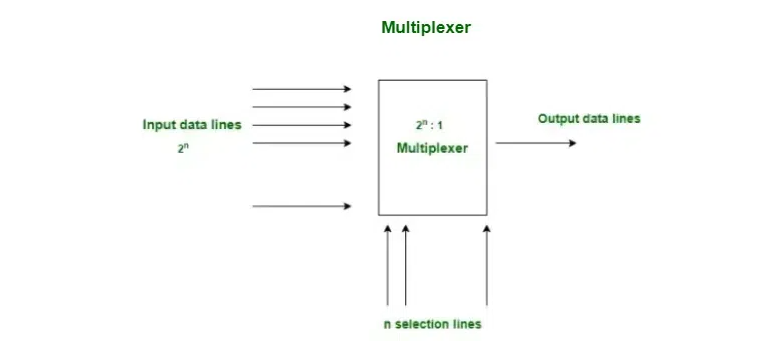 Multiplexer
Input data lines
2ⁿ
2ⁿ : 1
Multiplexer
Output data lines
n selection lines